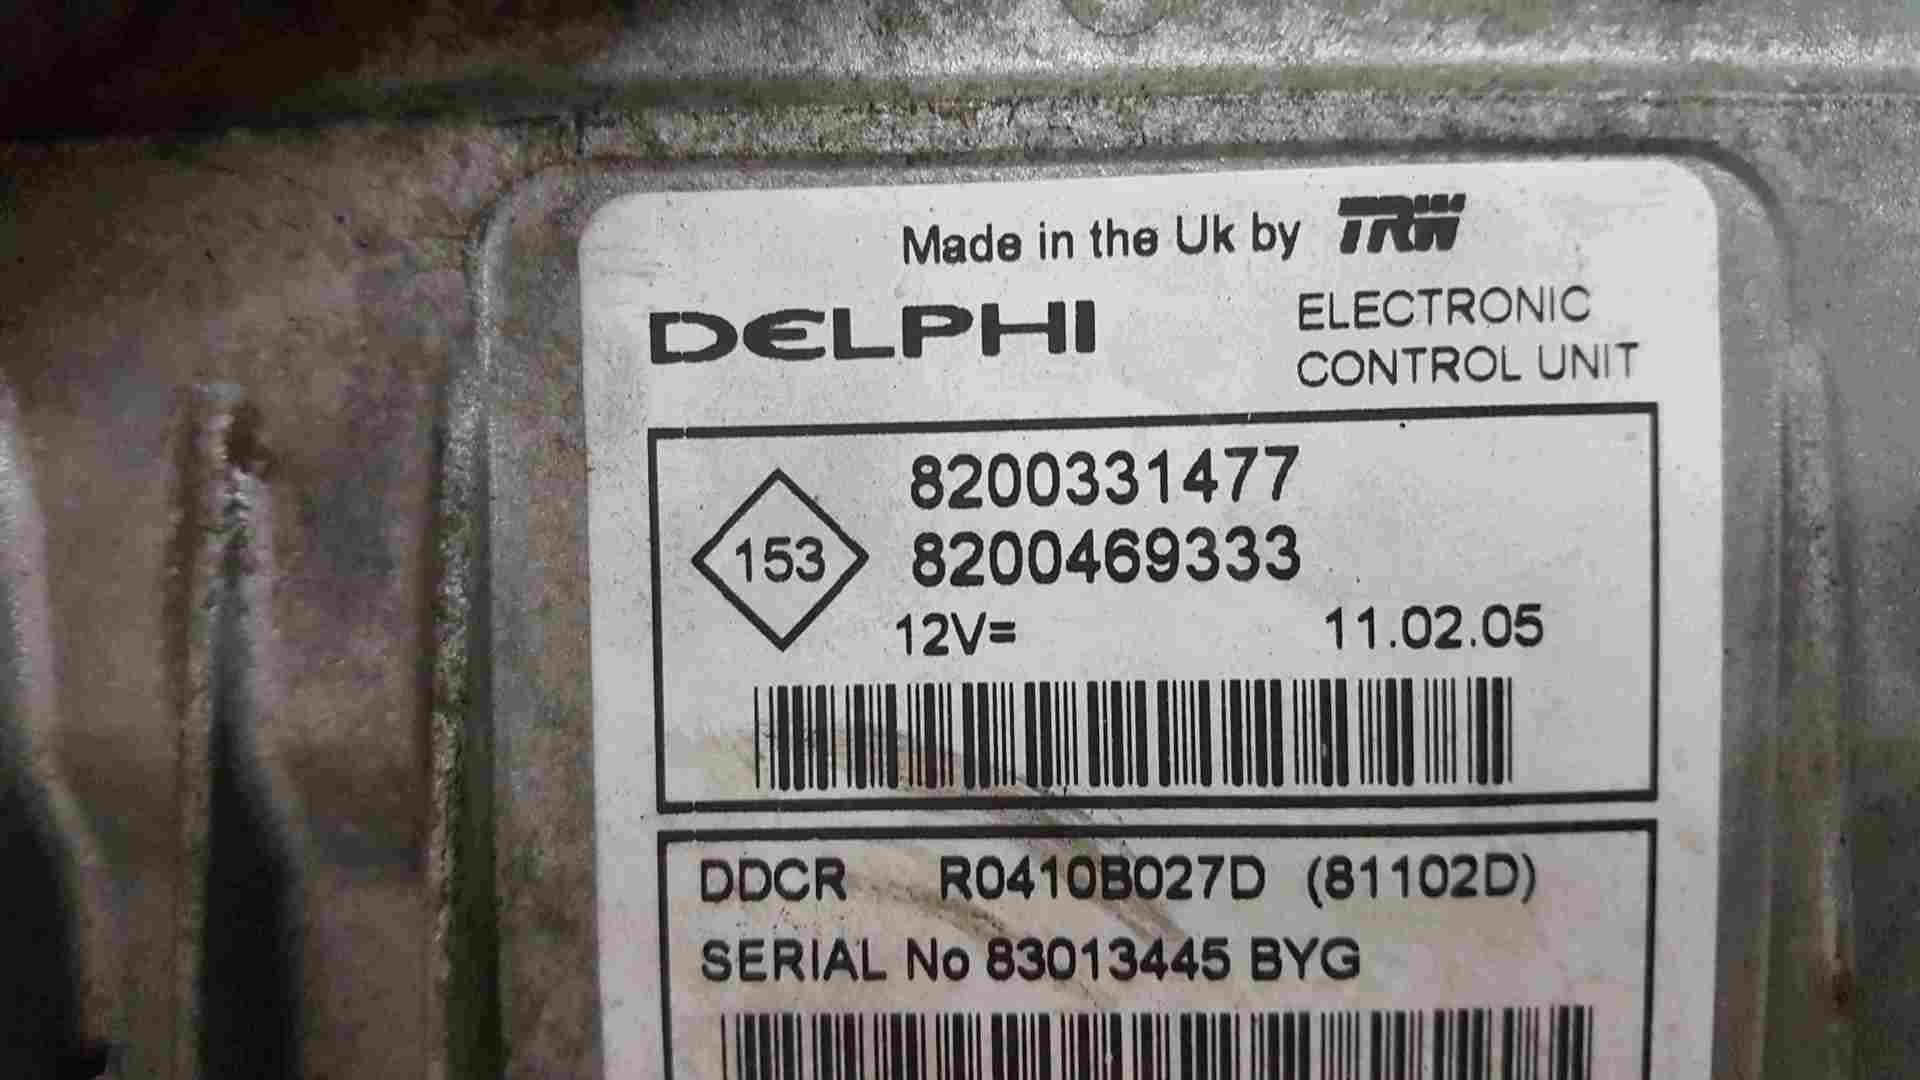 Made in the Uk by TRW
DELPHI
ELECTRONIC
CONTROL UNIT
8200331477
153
8200469333
12V= 11.02.05
DDCR R0410B027D (81102D)
SERIAL No 83013445 BYG